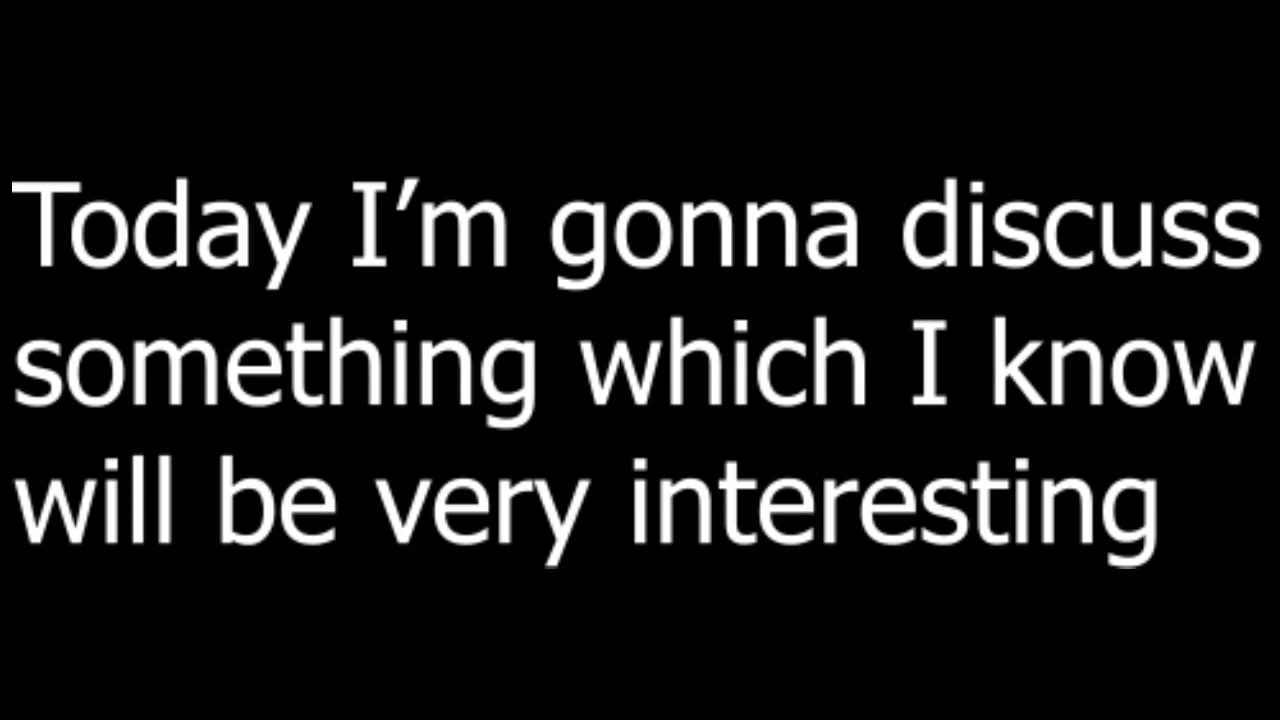 Today I’m gonna discuss
something which I know
will be very interesting